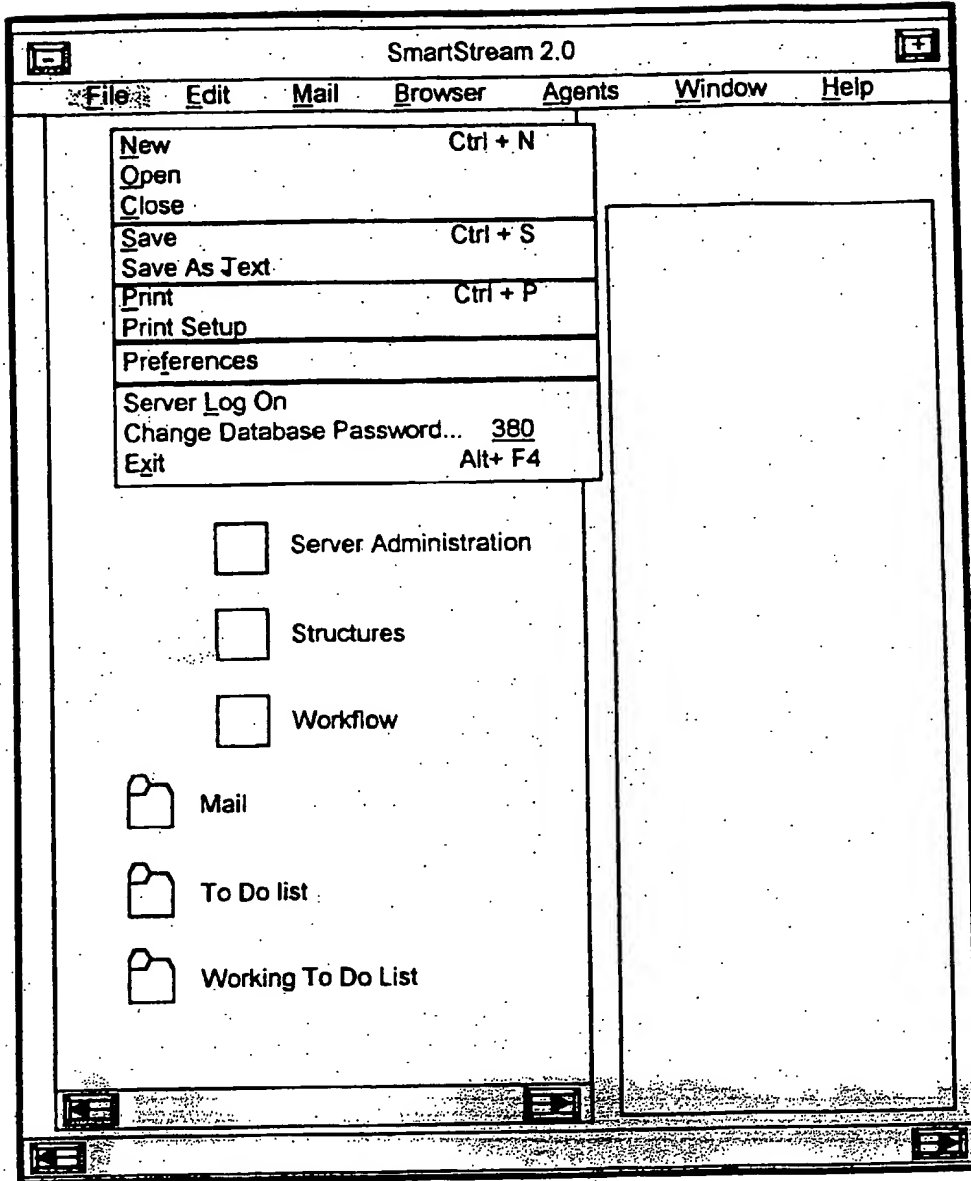 SmartStream 2.0
File Edit Mail Browser Agents Window Help
New Ctrl + N
Open
Close
Save Ctrl + S
Save As Text
Print Ctrl + P
Print Setup
Preferences
Server Log On
Change Database Password... 380
Exit Alt+ F4
Server Administration
Structures
Workflow
Mail
To Do list
Working To Do List